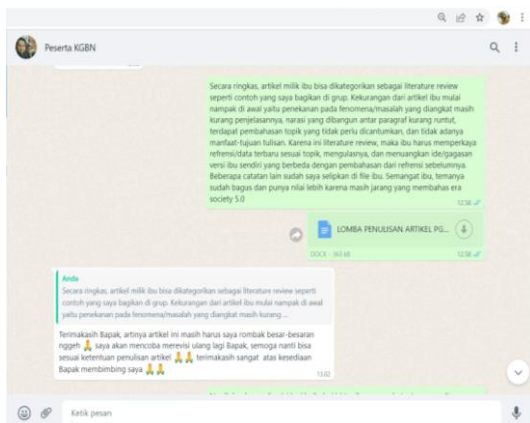 Peserta KGBN
Secara ringkas, artikel milik ibu bisa dikategorikan sebagai literature review
seperti contoh yang saya bagikan di grup. Kekurangan dari artikel ibu mulai
nampak di awal yaitu penekanan pada fenomena/masalah yang diangkat masih
kurang penjelasannya, narasi yang dibangun antar paragraf kurang runtut,
terdapat pembahasan topik yang tidak perlu dicantumkan, dan tidak adanya
manfaat-tujuan tulisan. Karena ini literature review, maka ibu harus memperkaya
refrensi/data terbaru sesuai topik, mengulasnya, dan menuangkan ide/gagasan
versi ibu sendiri yang berbeda dengan pembahasan dari refrensi sebelumnya.
Beberapa catatan lain sudah saya selipkan di file ibu. Semangat ibu, temanya
sudah bagus dan punya nilai lebih karena masih jarang yang membahas era
society 5.0
12.58
LOMBA PENULISAN ARTIKEL PG...
DOCX • 363 kB
12.58
Anda
Secara ringkas, artikel milik ibu bisa dikategorikan sebagai literature review seperti
contoh yang saya bagikan di grup. Kekurangan dari artikel ibu mulai nampak di awal
yaitu penekanan pada fenomena/masalah yang diangkat masih kurang ...
Terimakasih Bapak, artinya artikel ini masih harus saya rombak besar-besaran
nggeh 🙏 saya akan mencoba merevisi ulang lagi Bapak, semoga nanti bisa
sesuai ketentuan penulisan artikel 🙏🙏 terimakasih sangat atas kesediaan
Bapak membimbing saya 🙏🙏
13.02
Ketik pesan